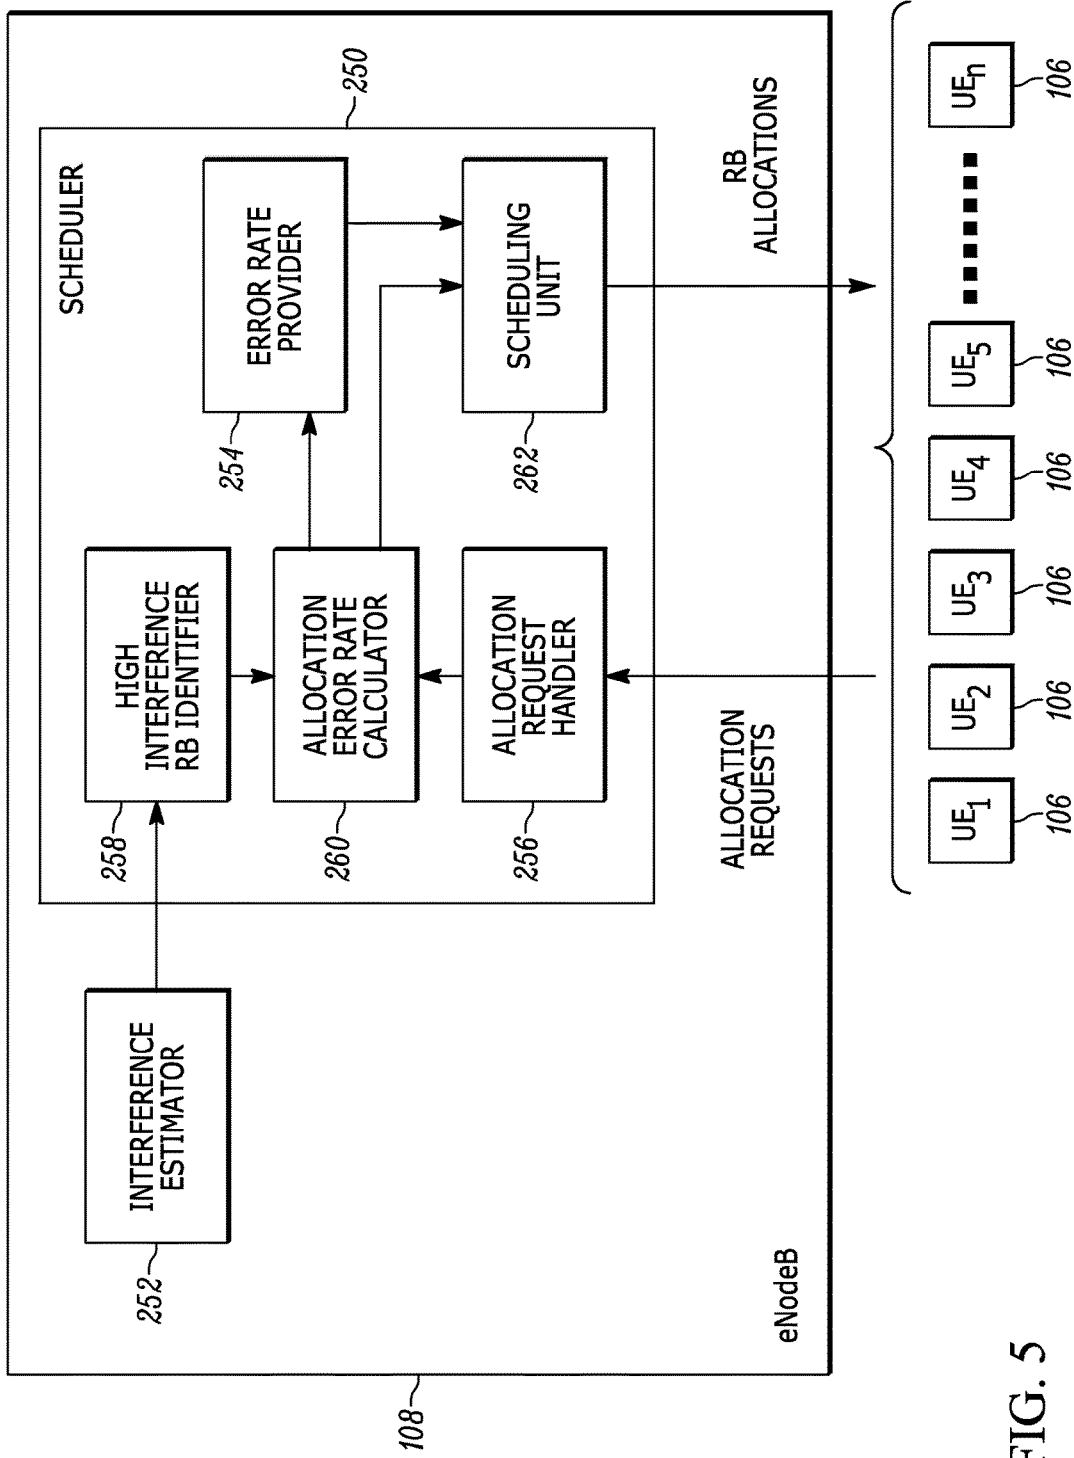 108
eNodeB
252
INTERFERENCE
ESTIMATOR
SCHEDULER
250
258
HIGH
INTERFERENCE
RB IDENTIFIER
260
ALLOCATION
ERROR RATE
CALCULATOR
256
ALLOCATION
REQUEST
HANDLER
254
ERROR RATE
PROVIDER
262
SCHEDULING
UNIT
ALLOCATION
REQUESTS
RB
ALLOCATIONS
UE1
106
UE2
106
UE3
106
UE4
106
UE5
106
UEn
106
FIG. 5